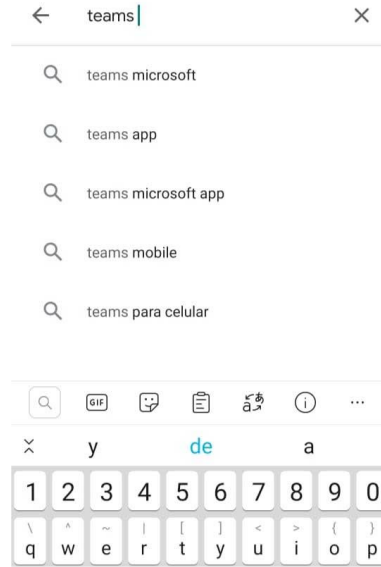 teams
teams microsoft
teams app
teams microsoft app
teams mobile
teams para celular
GIF
y de a
1 2 3 4 5 6 7 8 9 0
\ ^ ~ | [ ] < > { }
q w e r t y u i o p